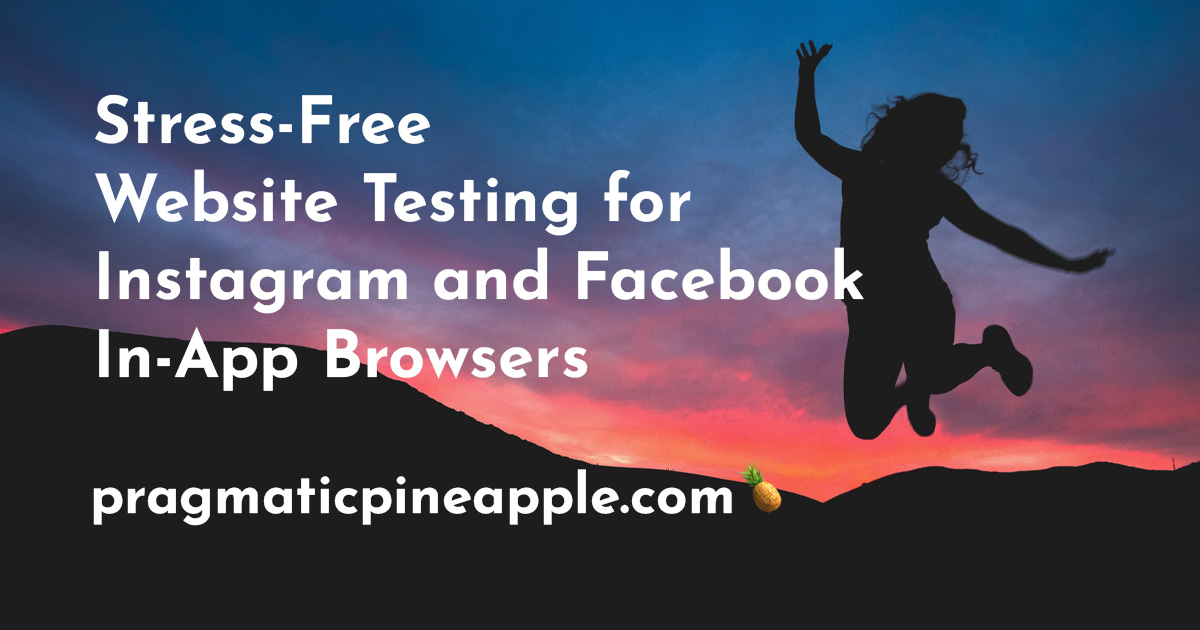 Stress-Free
Website Testing for
Instagram and Facebook
In-App Browsers
pragmaticpineapple.com🍍